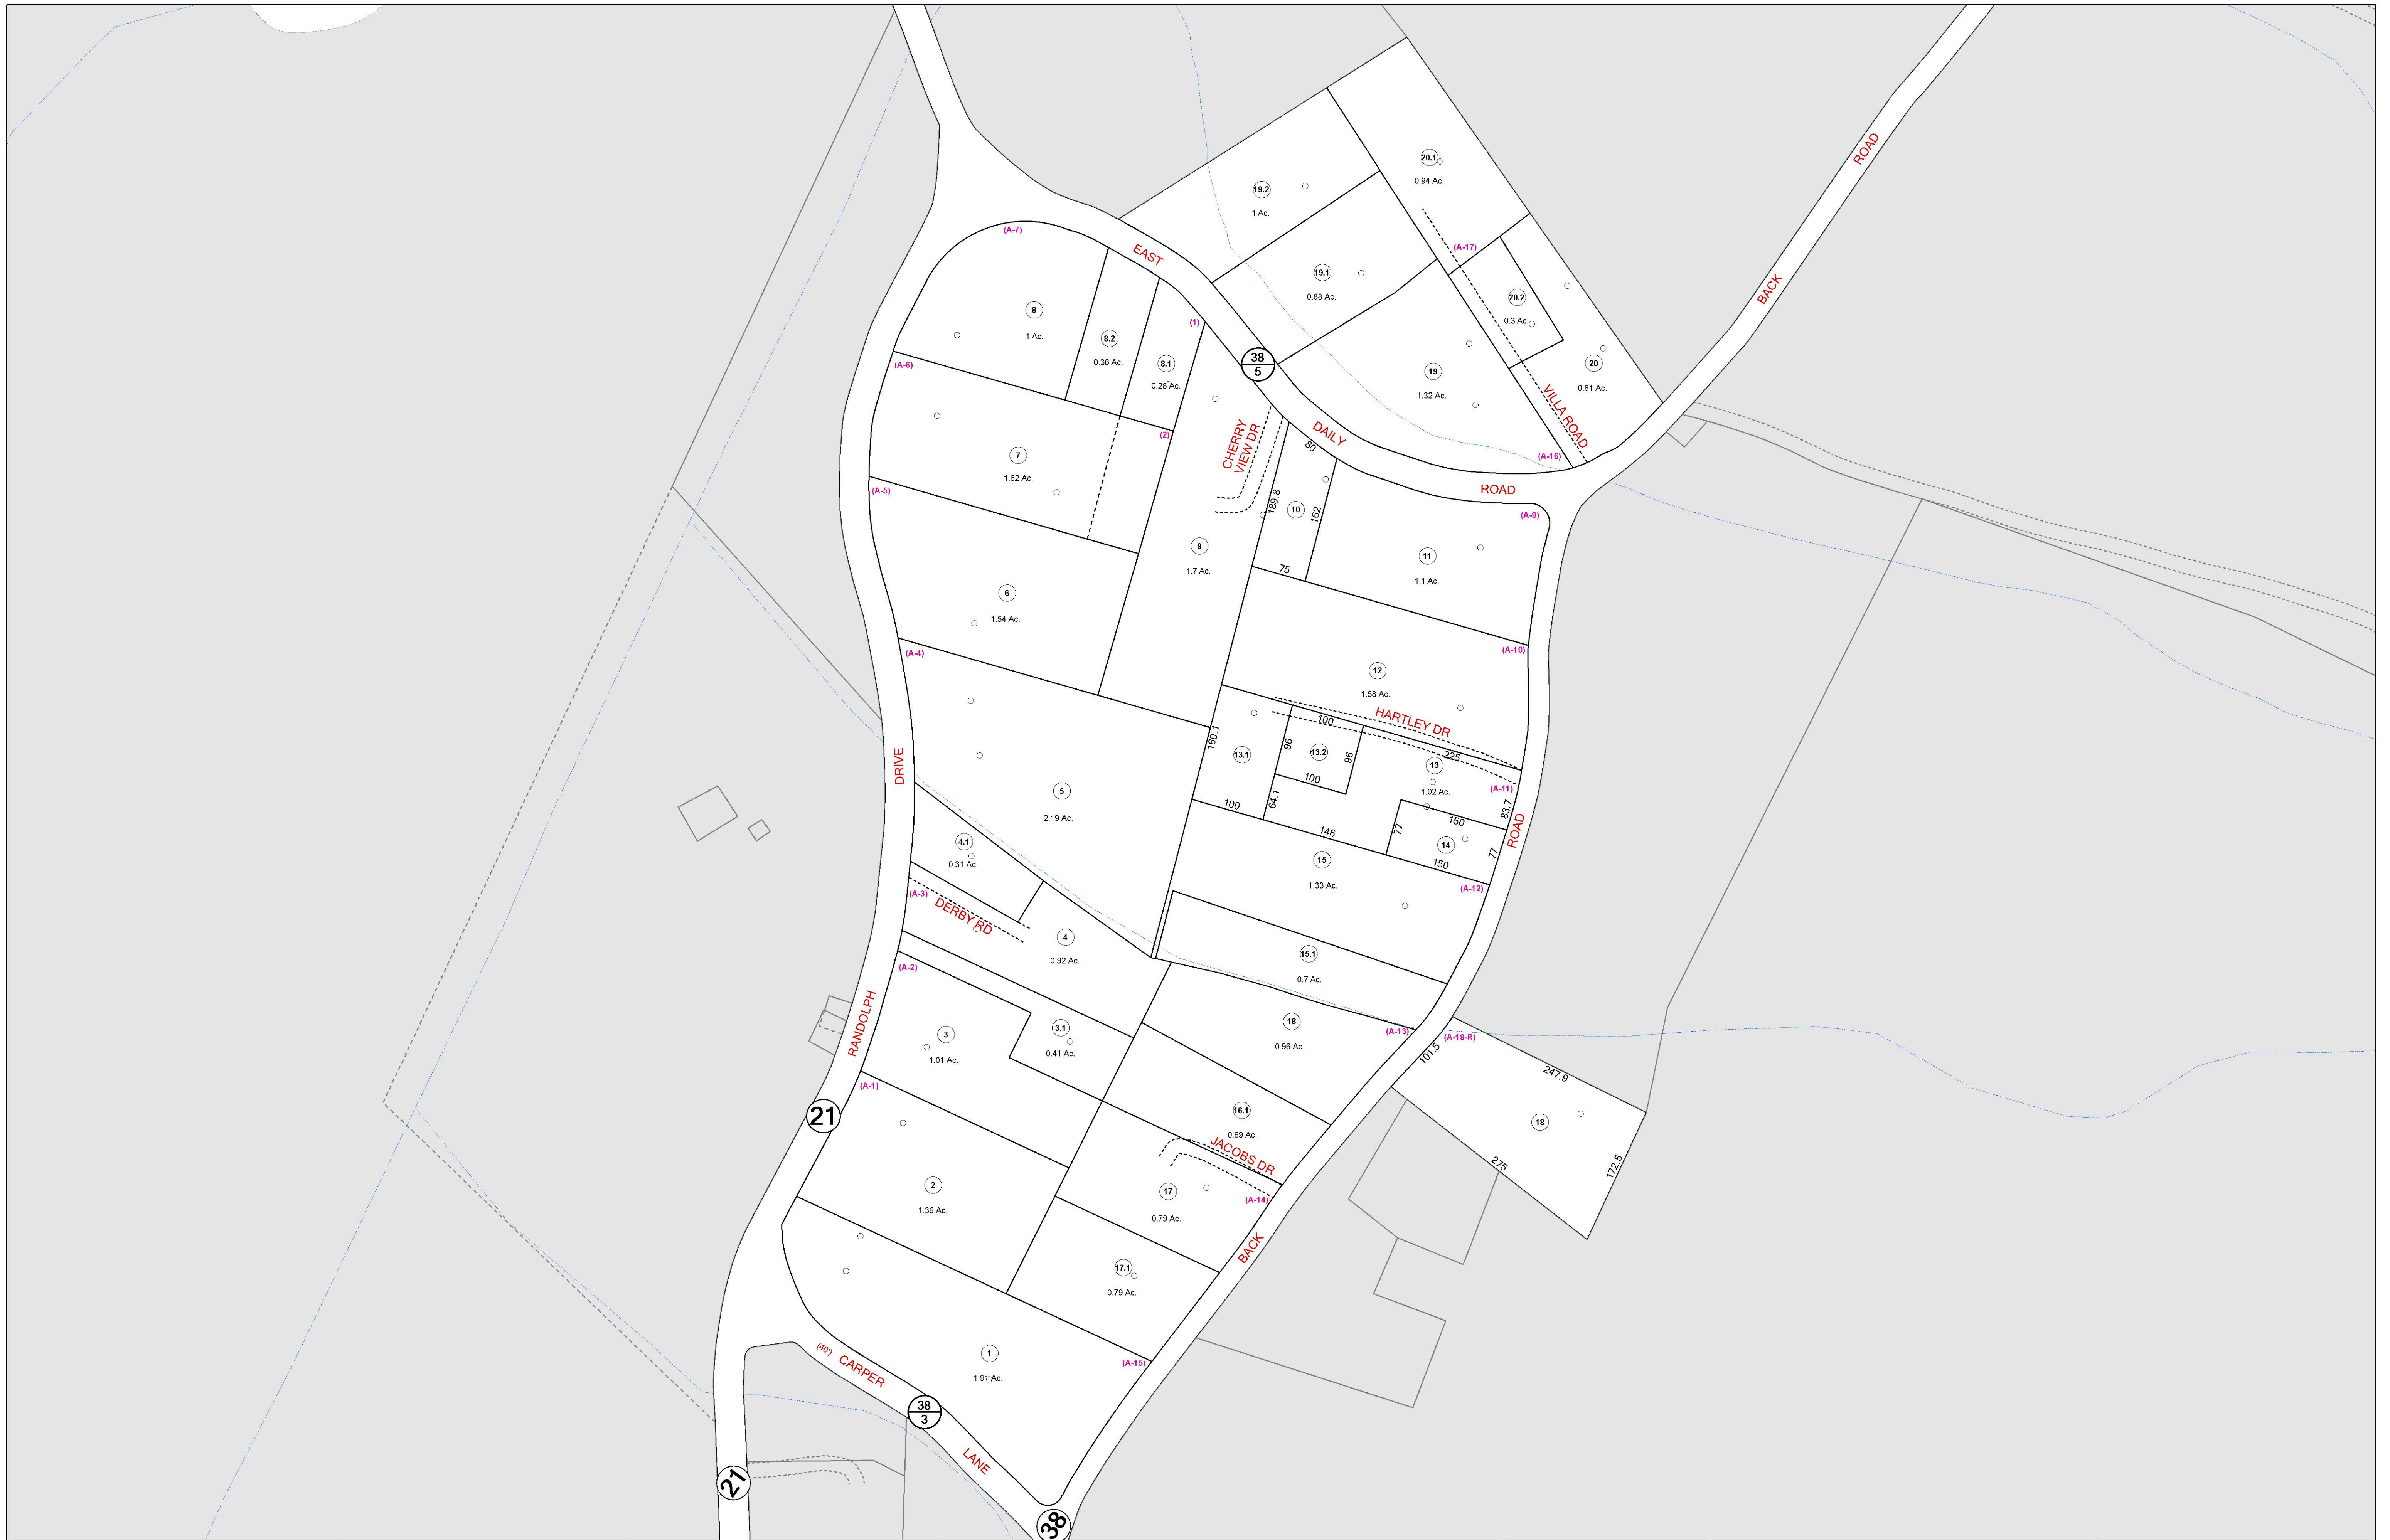 ROAD
BACK
20.1
0.94 Ac.
19.2
1 Ac.
(A-7)
EAST
(A-17)
19.1
0.88 Ac.
20.2
0.3 Ac.
8
1 Ac.
8.2
0.36 Ac.
8.1
0.28 Ac.
(1)
38
5
20
0.61 Ac.
19
1.32 Ac.
VILLA ROAD
(A-6)
(2)
CHERRY
VIEW DR
DAILY
80
(A-16)
7
1.62 Ac.
(A-5)
ROAD
(A-9)
189.8
10
162
9
1.7 Ac.
11
1.1 Ac.
75
6
1.54 Ac.
(A-4)
(A-10)
12
1.58 Ac.
HARTLEY DR
100
160.1
13.1
96
13.2
96
225
13
1.02 Ac.
(A-11)
DRIVE
5
2.19 Ac.
100
100
64.1
83.7
150
77
146
14
77
ROAD
150
4.1
0.31 Ac.
15
1.33 Ac.
(A-12)
(A-3)
DERBY RD
4
0.92 Ac.
15.1
0.7 Ac.
(A-2)
RANDOLPH
3
1.01 Ac.
3.1
0.41 Ac.
16
0.96 Ac.
(A-13)
(A-18-R)
101.5
247.9
(A-1)
21
16.1
0.69 Ac.
18
JACOBS DR
275
172.5
2
1.36 Ac.
17
0.79 Ac.
(A-14)
BACK
17.1
0.79 Ac.
(40')
CARPER
1
1.91 Ac.
(A-15)
38
3
LANE
21
38